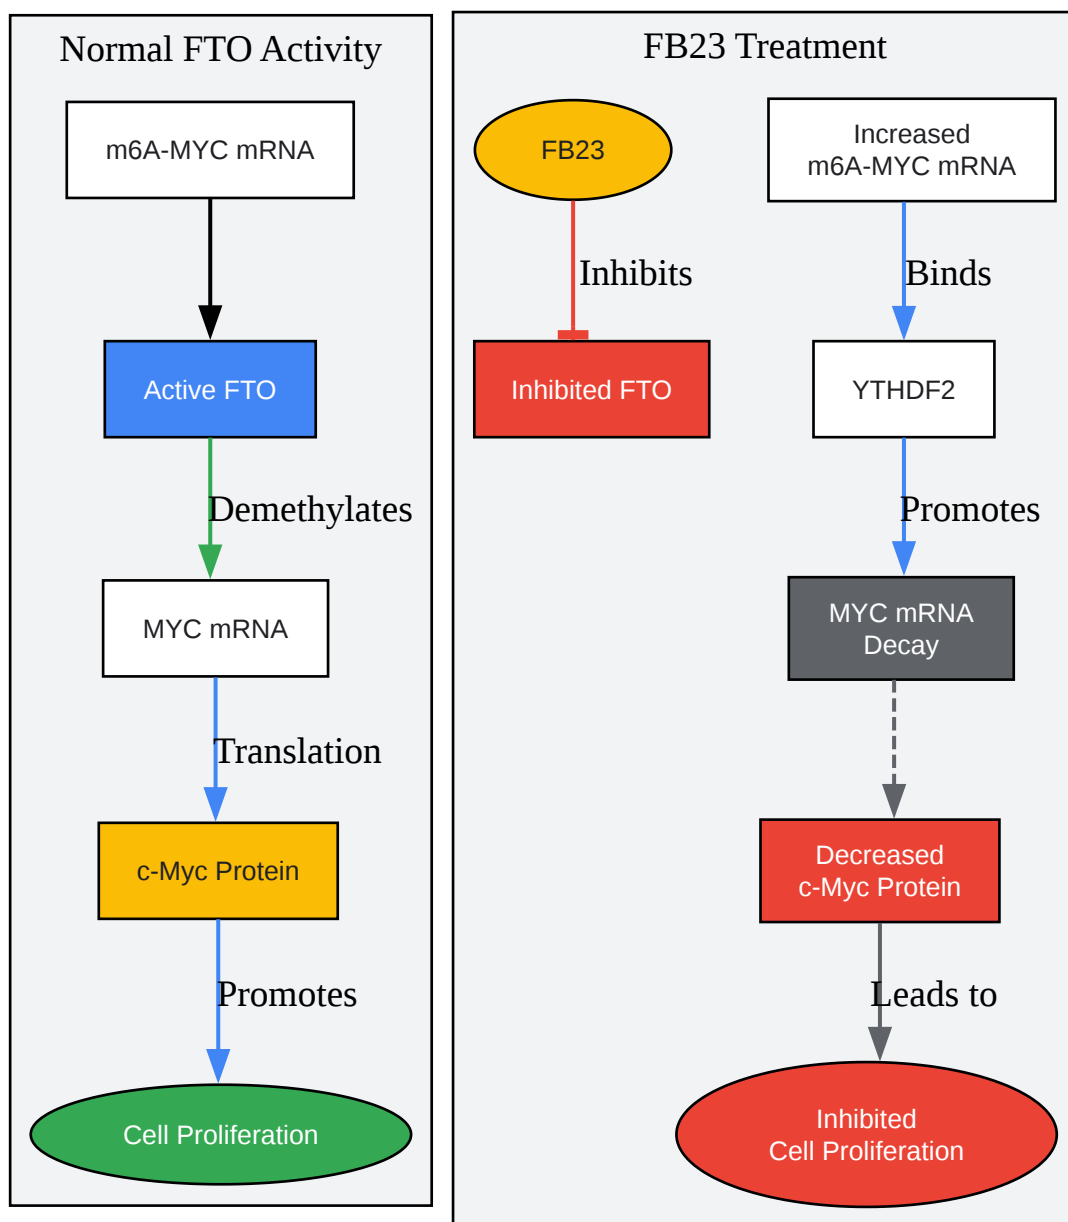 Normal FTO Activity
m6A-MYC mRNA
Active FTO
Demethylates
MYC mRNA
Translation
c-Myc Protein
Promotes
Cell Proliferation
FB23 Treatment
FB23
Inhibits
Inhibited FTO
Increased
m6A-MYC mRNA
Binds
YTHDF2
Promotes
MYC mRNA
Decay
Decreased
c-Myc Protein
Leads to
Inhibited
Cell Proliferation